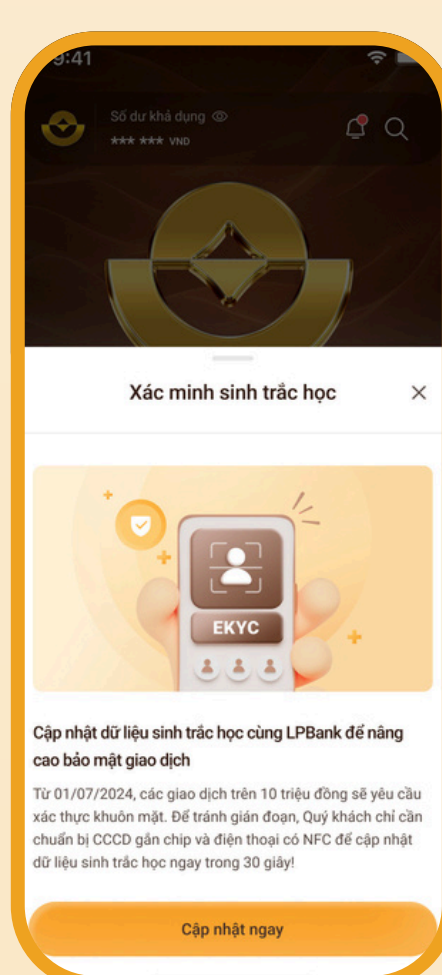 9:41
Số dư khả dụng
*** *** VND
Xác minh sinh trắc học
EKYC
Cập nhật dữ liệu sinh trắc học cùng LPBank để nâng
cao bảo mật giao dịch
Từ 01/07/2024, các giao dịch trên 10 triệu đồng sẽ yêu cầu
xác thực khuôn mặt. Để tránh gián đoạn, Quý khách chỉ cần
chuẩn bị CCCD gắn chip và điện thoại có NFC để cập nhật
dữ liệu sinh trắc học ngay trong 30 giây!
Cập nhật ngay